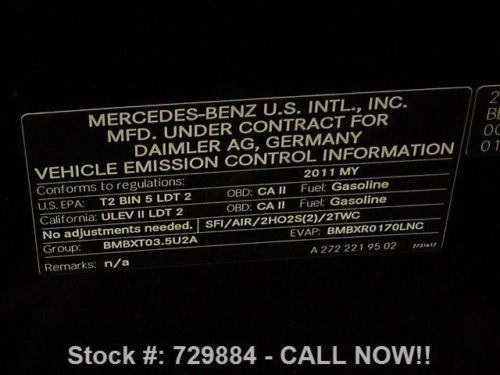 MERCEDES-BENZ U.S. INTL., INC.
MFD. UNDER CONTRACT FOR
DAIMLER AG, GERMANY
VEHICLE EMISSION CONTROL INFORMATION
Conforms to regulations: 2011 MY
U.S. EPA: T2 BIN 5 LDT 2 OBD: CA II Fuel: Gasoline
California: ULEV II LDT 2 OBD: CA II Fuel: Gasoline
No adjustments needed. SFI/AIR/2HO2S(2)/2TWC
Group: BMBXT03.5U2A EVAP: BMBXR0170LNC
Remarks: n/a A 272 221 95 02 2731612
Stock #: 729884 - CALL NOW!!